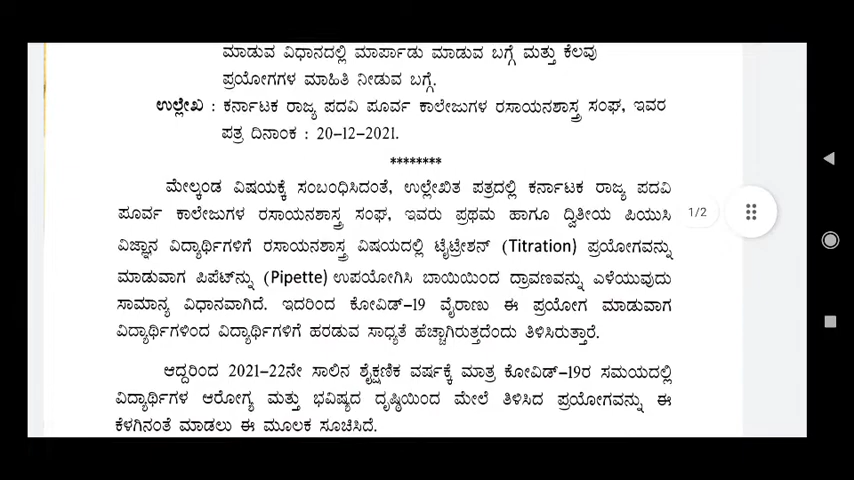 ಮಾಡುವ ವಿಧಾನದಲ್ಲಿ ಮಾರ್ಪಾಡು ಮಾಡುವ ಬಗ್ಗೆ ಮತ್ತು ಕೆಲವು
ಪ್ರಯೋಗಗಳ ಮಾಹಿತಿ ನೀಡುವ ಬಗ್ಗೆ.
ಉಲ್ಲೇಖ : ಕರ್ನಾಟಕ ರಾಜ್ಯ ಪದವಿ ಪೂರ್ವ ಕಾಲೇಜುಗಳ ರಸಾಯನಶಾಸ್ತ್ರ ಸಂಘ, ಇವರ
ಪತ್ರ ದಿನಾಂಕ : 20-12-2021.
********
ಮೇಲ್ಕಂಡ ವಿಷಯಕ್ಕೆ ಸಂಬಂಧಿಸಿದಂತೆ, ಉಲ್ಲೇಖಿತ ಪತ್ರದಲ್ಲಿ ಕರ್ನಾಟಕ ರಾಜ್ಯ ಪದವಿ
ಪೂರ್ವ ಕಾಲೇಜುಗಳ ರಸಾಯನಶಾಸ್ತ್ರ ಸಂಘ, ಇವರು ಪ್ರಥಮ ಹಾಗೂ ದ್ವಿತೀಯ ಪಿಯುಸಿ
1/2
ವಿಜ್ಞಾನ ವಿದ್ಯಾರ್ಥಿಗಳಿಗೆ ರಸಾಯನಶಾಸ್ತ್ರ ವಿಷಯದಲ್ಲಿ ಟೈಟ್ರೇಶನ್ (Titration) ಪ್ರಯೋಗವನ್ನು
ಮಾಡುವಾಗ ಪಿಪೆಟ್‌ನ್ನು (Pipette) ಉಪಯೋಗಿಸಿ ಬಾಯಿಯಿಂದ ದ್ರಾವಣವನ್ನು ಎಳೆಯುವುದು
ಸಾಮಾನ್ಯ ವಿಧಾನವಾಗಿದೆ. ಇದರಿಂದ ಕೋವಿಡ್-19 ವೈರಾಣು ಈ ಪ್ರಯೋಗ ಮಾಡುವಾಗ
ವಿದ್ಯಾರ್ಥಿಗಳಿಂದ ವಿದ್ಯಾರ್ಥಿಗಳಿಗೆ ಹರಡುವ ಸಾಧ್ಯತೆ ಹೆಚ್ಚಾಗಿರುತ್ತದೆಂದು ತಿಳಿಸಿರುತ್ತಾರೆ.
ಆದ್ದರಿಂದ 2021-22ನೇ ಸಾಲಿನ ಶೈಕ್ಷಣಿಕ ವರ್ಷಕ್ಕೆ ಮಾತ್ರ ಕೋವಿಡ್-19ರ ಸಮಯದಲ್ಲಿ
ವಿದ್ಯಾರ್ಥಿಗಳ ಆರೋಗ್ಯ ಮತ್ತು ಭವಿಷ್ಯದ ದೃಷ್ಠಿಯಿಂದ ಮೇಲೆ ತಿಳಿಸಿದ ಪ್ರಯೋಗವನ್ನು ಈ
ಕೆಳಗಿನಂತೆ ಮಾಡಲು ಈ ಮೂಲಕ ಸೂಚಿಸಿದೆ.